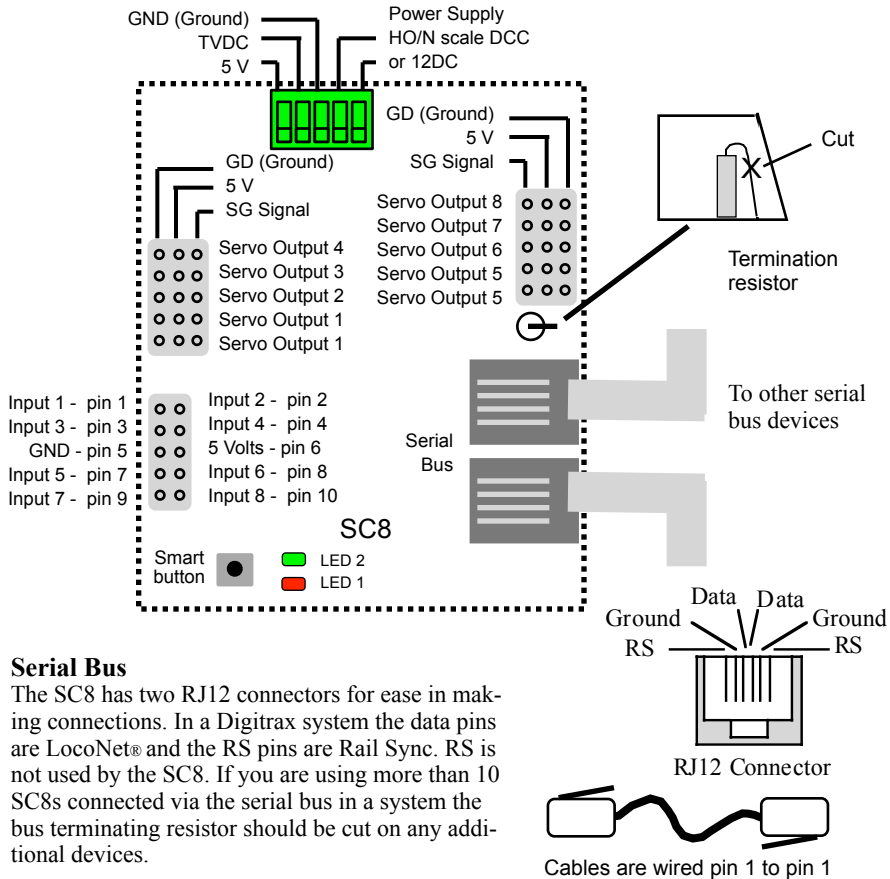 GND (Ground)
TVDC
5 V
Power Supply
HO/N scale DCC
or 12DC
GD (Ground)
5 V
SG Signal
GD (Ground)
5 V
SG Signal
Servo Output 4
Servo Output 3
Servo Output 2
Servo Output 1
Servo Output 1
Servo Output 8
Servo Output 7
Servo Output 6
Servo Output 5
Servo Output 5
Cut
Termination
resistor
Input 1 - pin 1
Input 3 - pin 3
GND - pin 5
Input 5 - pin 7
Input 7 - pin 9
Input 2 - pin 2
Input 4 - pin 4
5 Volts - pin 6
Input 6 - pin 8
Input 8 - pin 10
Serial
Bus
To other serial
bus devices
SC8
Smart
button
LED 2
LED 1
Data
Data
Ground
Ground
RS
RS
RJ12 Connector
Cables are wired pin 1 to pin 1
Serial Bus
The SC8 has two RJ12 connectors for ease in mak-
ing connections. In a Digitrax system the data pins
are LocoNet® and the RS pins are Rail Sync. RS is
not used by the SC8. If you are using more than 10
SC8s connected via the serial bus in a system the
bus terminating resistor should be cut on any addi-
tional devices.